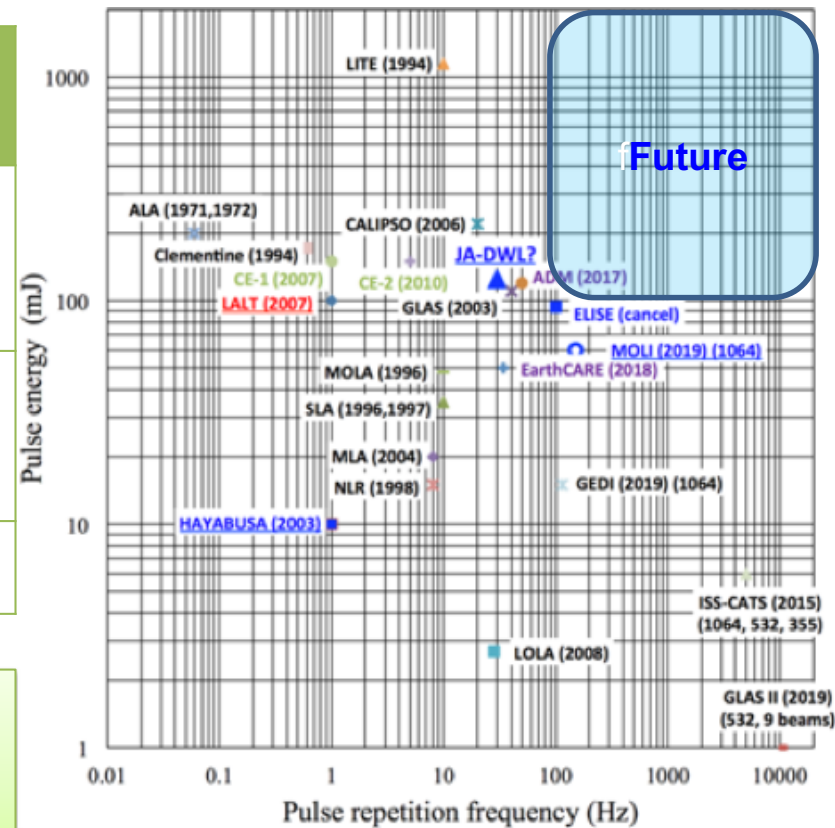 LITE (1994)
1000
fFuture
ALA (1971,1972)
CALIPSO (2006)
Clementine (1994)
JA-DWL?
CE-1 (2007)
CE-2 (2010)
ADM (2017)
100
LALT (2007)
GLAS (2003)
ELISE (cancel)
MOLI (2019) (1064)
MOLA (1996)
EarthCARE (2018)
SLA (1996,1997)
Pulse energy (mJ)
MLA (2004)
NLR (1998)
GEDI (2019) (1064)
10
HAYABUSA (2003)
ISS-CATS (2015)
(1064, 532, 355)
LOLA (2008)
GLAS II (2019)
(532, 9 beams)
1
0.01 0.1 1 10 100 1000 10000
Pulse repetition frequency (Hz)